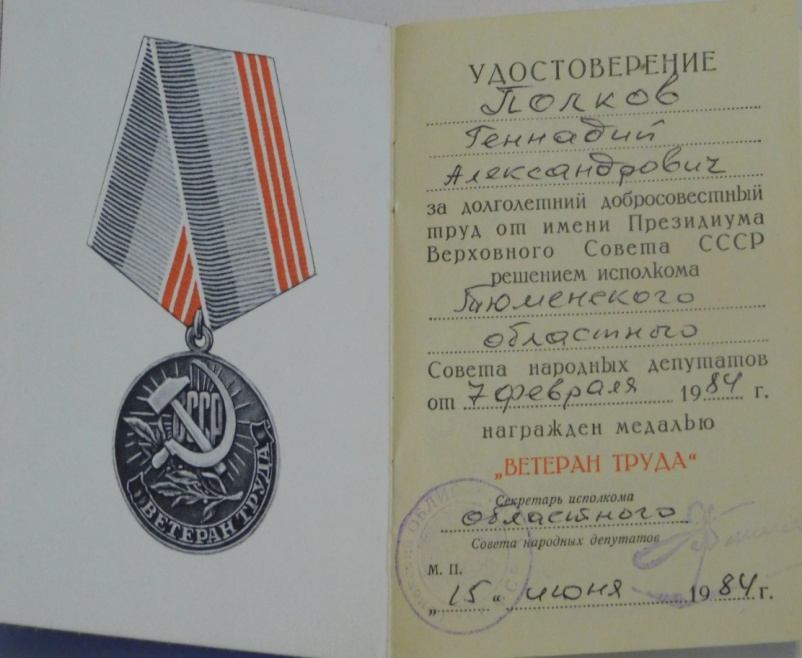 СССР
ВЕТЕРАН ТРУДА
УДОСТОВЕРЕНИЕ
Полков
Геннадий
Александрович
за долголетний добросовестный
труд от имени Президиума
Верховного Совета СССР
решением исполкома
Тюменского
областного
Совета народных депутатов
от 7 февраля 1984 г.
награжден медалью
„ВЕТЕРАН ТРУДА“
Секретарь исполкома
областного
Совета народных депутатов
М. П.
„15“ июня 1984 г.